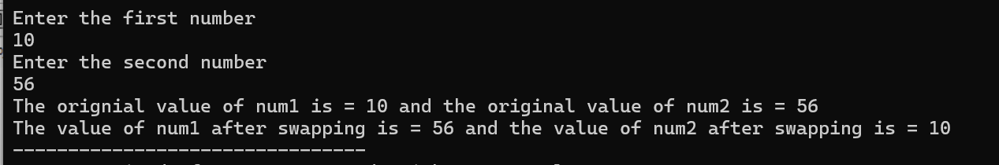 Enter the first number
10
Enter the second number
56
The orignial value of num1 is = 10 and the original value of num2 is = 56
The value of num1 after swapping is = 56 and the value of num2 after swapping is = 10
--------------------------------